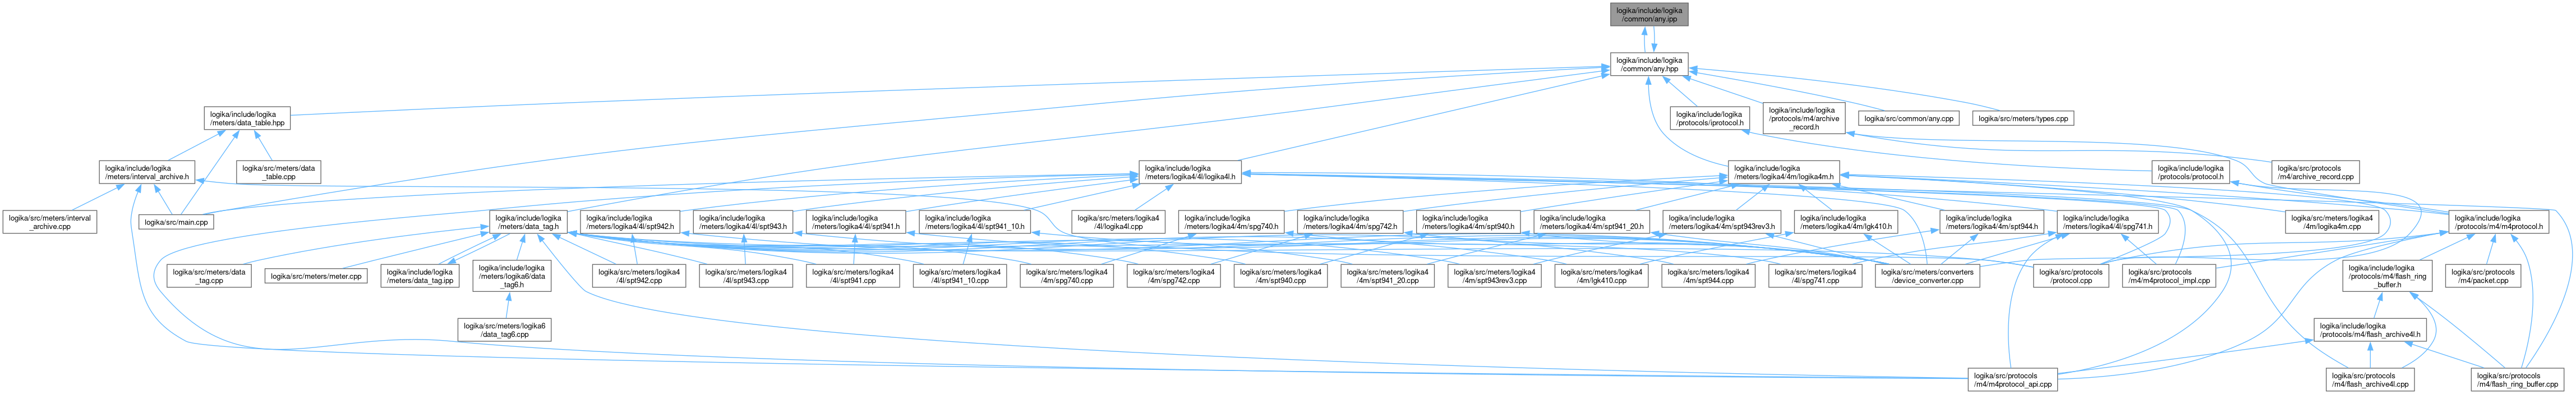 logika/include/logika
/common/any.ipp
logika/include/logika
/common/any.hpp
logika/include/logika
/meters/data_table.hpp
logika/include/logika
/protocols/iprotocol.h
logika/include/logika
/protocols/m4/archive
_record.h
logika/src/common/any.cpp
logika/src/meters/types.cpp
logika/include/logika
/meters/interval_archive.h
logika/src/meters/data
_table.cpp
logika/include/logika
/meters/logika4/4l/logika4l.h
logika/include/logika
/meters/logika4/4m/logika4m.h
logika/include/logika
/protocols/protocol.h
logika/src/protocols
/m4/archive_record.cpp
logika/src/meters/interval
_archive.cpp
logika/src/main.cpp
logika/include/logika
/meters/data_tag.h
logika/include/logika
/meters/logika4/4l/spt942.h
logika/include/logika
/meters/logika4/4l/spt943.h
logika/include/logika
/meters/logika4/4l/spt941.h
logika/include/logika
/meters/logika4/4l/spt941_10.h
logika/src/meters/logika4
/4l/logika4l.cpp
logika/include/logika
/meters/logika4/4m/spg740.h
logika/include/logika
/meters/logika4/4m/spg742.h
logika/include/logika
/meters/logika4/4m/spt940.h
logika/include/logika
/meters/logika4/4m/spt941_20.h
logika/include/logika
/meters/logika4/4m/spt943rev3.h
logika/include/logika
/meters/logika4/4m/lgk410.h
logika/include/logika
/meters/logika4/4m/spt944.h
logika/include/logika
/meters/logika4/4l/spg741.h
logika/src/meters/logika4
/4m/logika4m.cpp
logika/include/logika
/protocols/m4/m4protocol.h
logika/src/meters/data
_tag.cpp
logika/src/meters/meter.cpp
logika/include/logika
/meters/data_tag.ipp
logika/include/logika
/meters/logika6/data
_tag6.h
logika/src/meters/logika4
/4l/spt942.cpp
logika/src/meters/logika4
/4l/spt943.cpp
logika/src/meters/logika4
/4l/spt941.cpp
logika/src/meters/logika4
/4l/spt941_10.cpp
logika/src/meters/logika4
/4m/spg740.cpp
logika/src/meters/logika4
/4m/spg742.cpp
logika/src/meters/logika4
/4m/spt940.cpp
logika/src/meters/logika4
/4m/spt941_20.cpp
logika/src/meters/logika4
/4m/spt943rev3.cpp
logika/src/meters/logika4
/4m/lgk410.cpp
logika/src/meters/logika4
/4m/spt944.cpp
logika/src/meters/logika4
/4l/spg741.cpp
logika/src/meters/converters
/device_converter.cpp
logika/src/protocols
/protocol.cpp
logika/src/protocols
/m4/m4protocol_impl.cpp
logika/include/logika
/protocols/m4/flash_ring
_buffer.h
logika/src/protocols
/m4/packet.cpp
logika/src/meters/logika6
/data_tag6.cpp
logika/include/logika
/protocols/m4/flash_archive4l.h
logika/src/protocols
/m4/m4protocol_api.cpp
logika/src/protocols
/m4/flash_archive4l.cpp
logika/src/protocols
/m4/flash_ring_buffer.cpp